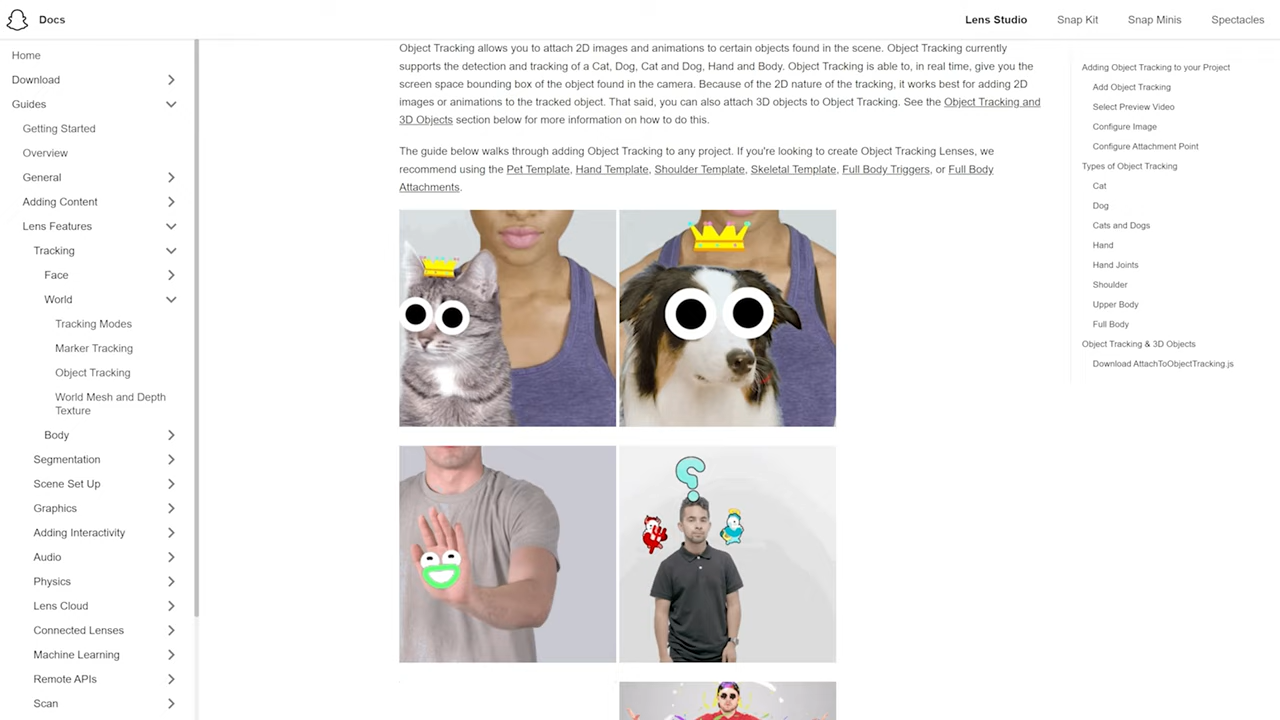 Docs
Lens Studio
Snap Kit
Snap Minis
Spectacles
Home
Download
Guides
Getting Started
Overview
General
Adding Content
Lens Features
Tracking
Face
World
Tracking Modes
Marker Tracking
Object Tracking
World Mesh and Depth
Texture
Body
Segmentation
Scene Set Up
Graphics
Adding Interactivity
Audio
Physics
Lens Cloud
Connected Lenses
Machine Learning
Remote APIs
Scan
Object Tracking allows you to attach 2D images and animations to certain objects found in the scene. Object Tracking currently
supports the detection and tracking of a Cat, Dog, Cat and Dog, Hand and Body. Object Tracking is able to, in real time, give you the
screen space bounding box of the object found in the camera. Because of the 2D nature of the tracking, it works best for adding 2D
images or animations to the tracked object. That said, you can also attach 3D objects to Object Tracking. See the Object Tracking and
3D Objects section below for more information on how to do this.
The guide below walks through adding Object Tracking to any project. If you're looking to create Object Tracking Lenses, we
recommend using the Pet Template, Hand Template, Shoulder Template, Skeletal Template, Full Body Triggers, or Full Body
Attachments.
?
Adding Object Tracking to your Project
Add Object Tracking
Select Preview Video
Configure Image
Configure Attachment Point
Types of Object Tracking
Cat
Dog
Cats and Dogs
Hand
Hand Joints
Shoulder
Upper Body
Full Body
Object Tracking & 3D Objects
Download AttachToObjectTracking.js